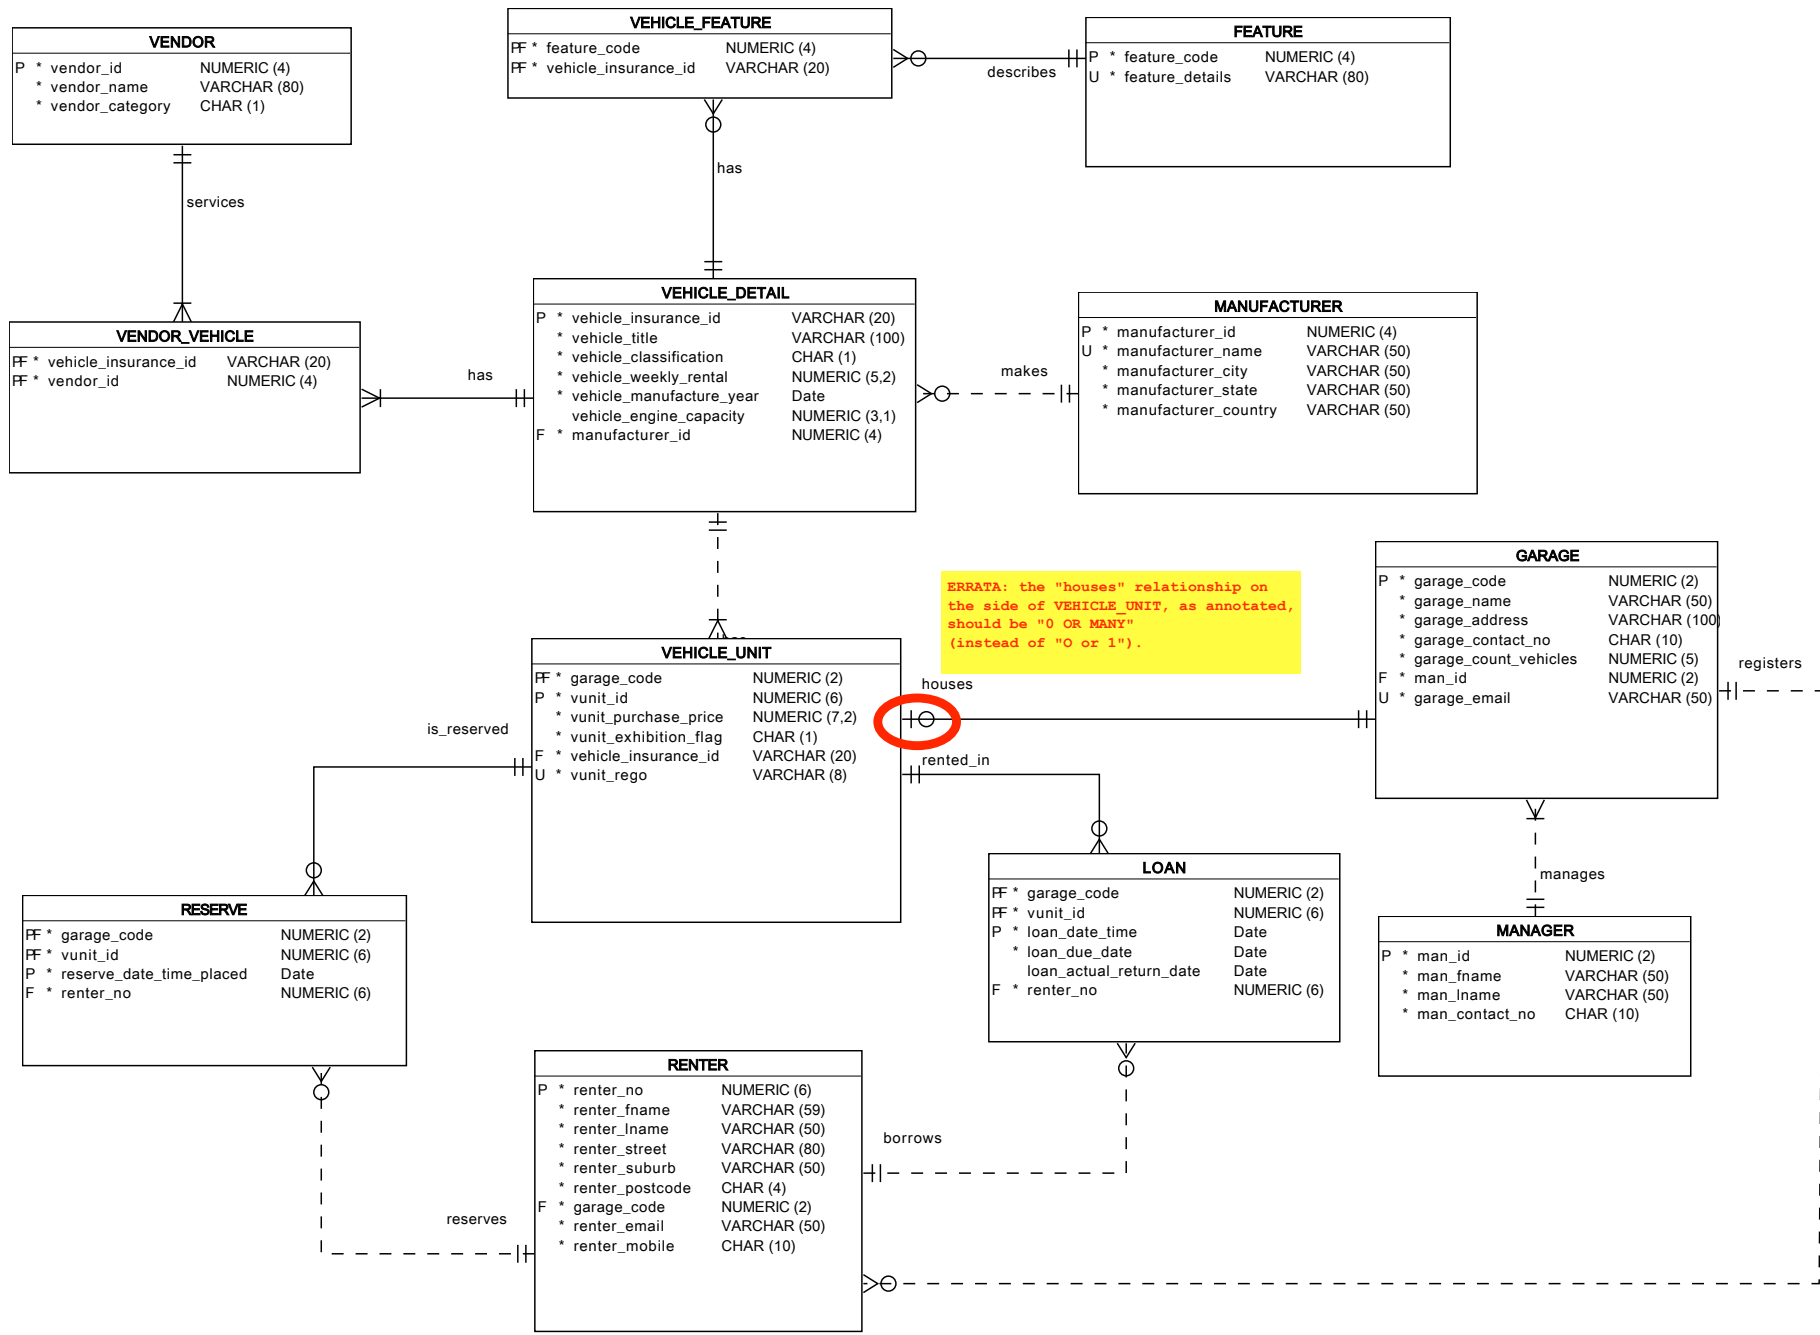 VENDOR
P * vendor_id NUMERIC (4)
* vendor_name VARCHAR (80)
* vendor_category CHAR (1)
VEHICLE_FEATURE
PF * feature_code NUMERIC (4)
PF * vehicle_insurance_id VARCHAR (20)
FEATURE
P * feature_code NUMERIC (4)
U * feature_details VARCHAR (80)
describes
has
services
VENDOR_VEHICLE
PF * vehicle_insurance_id VARCHAR (20)
PF * vendor_id NUMERIC (4)
has
VEHICLE_DETAIL
P * vehicle_insurance_id VARCHAR (20)
* vehicle_title VARCHAR (100)
* vehicle_classification CHAR (1)
* vehicle_weekly_rental NUMERIC (5,2)
* vehicle_manufacture_year Date
vehicle_engine_capacity NUMERIC (3,1)
F * manufacturer_id NUMERIC (4)
makes
MANUFACTURER
P * manufacturer_id NUMERIC (4)
U * manufacturer_name VARCHAR (50)
* manufacturer_city VARCHAR (50)
* manufacturer_state VARCHAR (50)
* manufacturer_country VARCHAR (50)
ERRATA: the "houses" relationship on
the side of VEHICLE_UNIT, as annotated,
should be "0 OR MANY"
(instead of "O or 1").
GARAGE
P * garage_code NUMERIC (2)
* garage_name VARCHAR (50)
* garage_address VARCHAR (100)
* garage_contact_no CHAR (10)
* garage_count_vehicles NUMERIC (5)
F * man_id NUMERIC (2)
U * garage_email VARCHAR (50)
registers
VEHICLE_UNIT
PF * garage_code NUMERIC (2)
P * vunit_id NUMERIC (6)
* vunit_purchase_price NUMERIC (7,2)
* vunit_exhibition_flag CHAR (1)
F * vehicle_insurance_id VARCHAR (20)
U * vunit_rego VARCHAR (8)
houses
is_reserved
rented_in
manages
LOAN
PF * garage_code NUMERIC (2)
PF * vunit_id NUMERIC (6)
P * loan_date_time Date
* loan_due_date Date
loan_actual_return_date Date
F * renter_no NUMERIC (6)
RESERVE
PF * garage_code NUMERIC (2)
PF * vunit_id NUMERIC (6)
P * reserve_date_time_placed Date
F * renter_no NUMERIC (6)
MANAGER
P * man_id NUMERIC (2)
* man_fname VARCHAR (50)
* man_lname VARCHAR (50)
* man_contact_no CHAR (10)
RENTER
P * renter_no NUMERIC (6)
* renter_fname VARCHAR (59)
* renter_lname VARCHAR (50)
* renter_street VARCHAR (80)
* renter_suburb VARCHAR (50)
* renter_postcode CHAR (4)
F * garage_code NUMERIC (2)
* renter_email VARCHAR (50)
* renter_mobile CHAR (10)
borrows
reserves